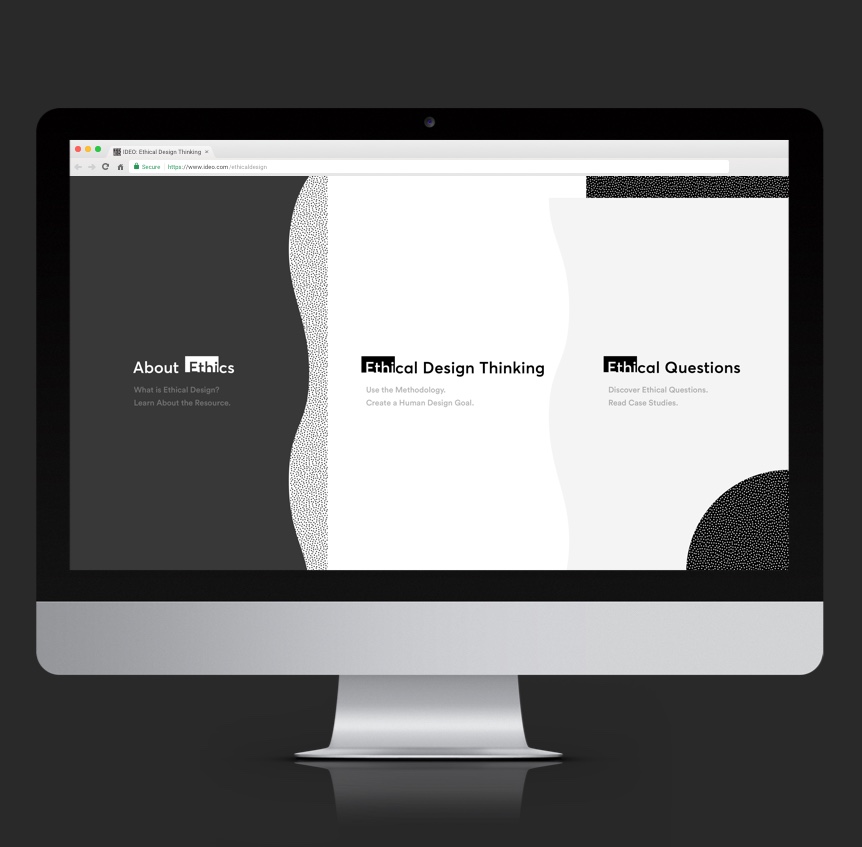 IDEO: Ethical Design Thinking ×
Secure https://www.ideo.com/ethicaldesign
About Ethics
What is Ethical Design?
Learn About the Resource.
Ethical Design Thinking
Use the Methodology.
Create a Human Design Goal.
Ethical Questions
Discover Ethical Questions.
Read Case Studies.